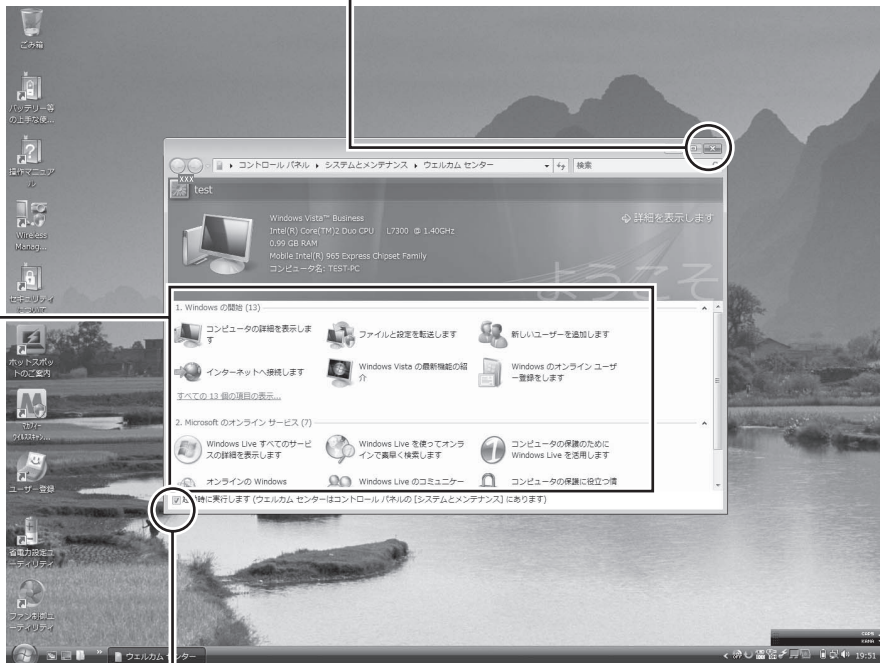 ごみ箱
バッテリー等
の上手な使...
操作マニュア
ル
Wireless
Manag...
セキュリティ
ホットスポッ
トのご案内
マカフィー
ウイルススキャン...
ユーザー登録
省電力設定ユ
ーティリティ
ファン制御ユ
ーティリティ
コントロール パネル ▸ システムとメンテナンス ▸ ウェルカム センター
検索
XXX
test
Windows Vista™ Business
Intel(R) Core(TM)2 Duo CPU L7300 @ 1.40GHz
0.99 GB RAM
Mobile Intel(R) 965 Express Chipset Family
コンピュータ名: TEST-PC
詳細を表示します
ようこそ
1. Windows の開始 (13)
コンピュータの詳細を表示しま
す
ファイルと設定を転送します
新しいユーザーを追加します
インターネットへ接続します
Windows Vista の最新機能の紹
介
Windows のオンライン ユーザ
ー登録をします
すべての 13 個の項目の表示...
2. Microsoft のオンライン サービス (7)
Windows Live すべてのサービ
スの詳細を表示します
Windows Live を使ってオンラ
インで素早く検索します
コンピュータの保護のために
Windows Live を活用します
オンラインの Windows
Windows Live のコミュニケー
コンピュータの保護に役立つ情
時に実行します (ウェルカム センターはコントロール パネルの [システムとメンテナンス] にあります)
ウェルカム センター
CAPS
KANA
19:51